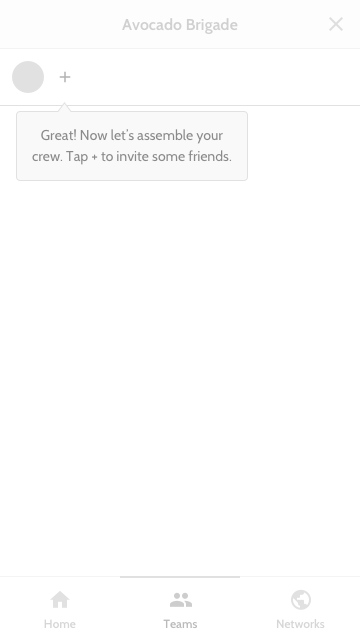 Avocado Brigade
+
Great! Now let's assemble your
crew. Tap + to invite some friends.
Home
Teams
Networks